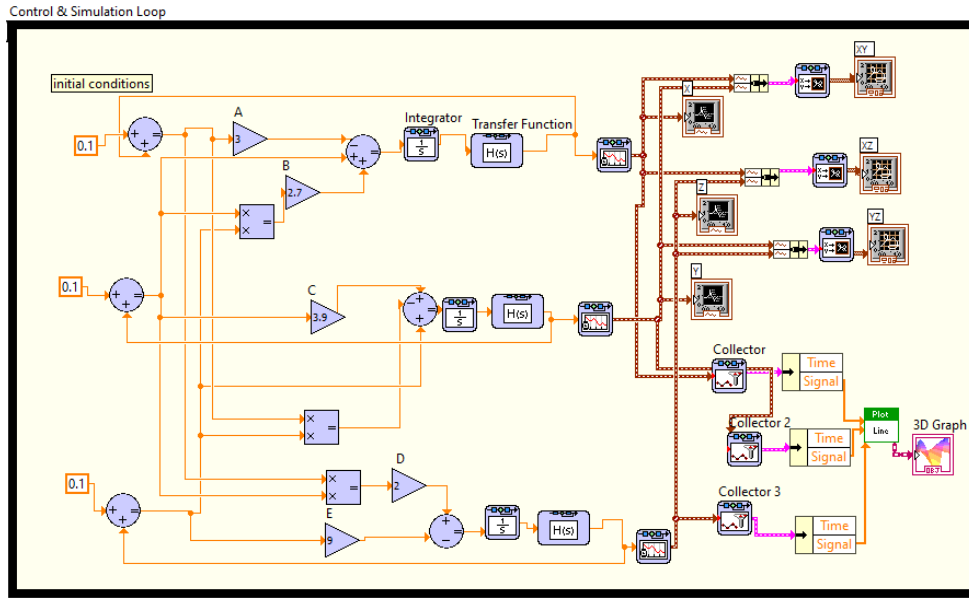 Control & Simulation Loop
XY
initial conditions
X
A
Integrator
Transfer Function
0.1
3
1/S
H(s)
B
XZ
2.7
Z
YZ
0.1
C
Y
3.9
1/S
H(s)
Collector
Time
Signal
Plot
Line
3D Graph
Collector 2
Time
Signal
OBJ
D
0.1
2
Collector 3
E
1/S
H(s)
Time
Signal
9